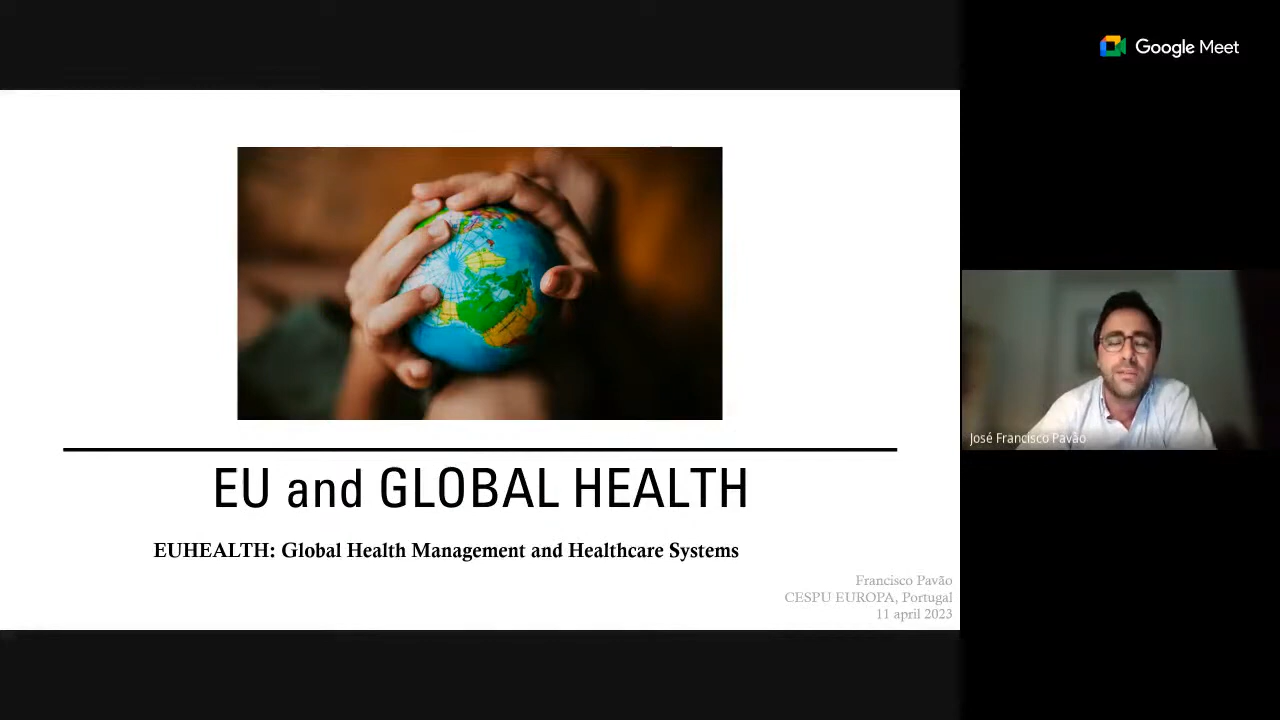 Google Meet
EU and GLOBAL HEALTH
EUHEALTH: Global Health Management and Healthcare Systems
Francisco Pavão
CESPU EUROPA, Portugal
11 april 2023
José Francisco Pavão